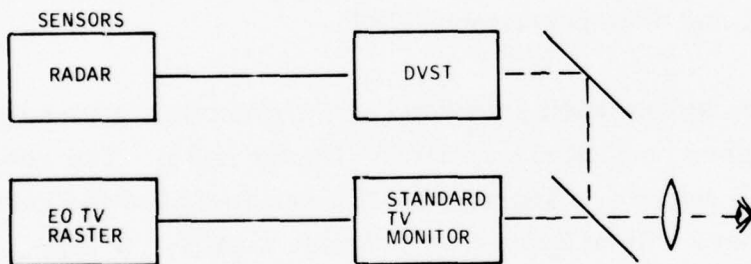 SENSORS
RADAR
DVST
EO TV
RASTER
STANDARD
TV
MONITOR